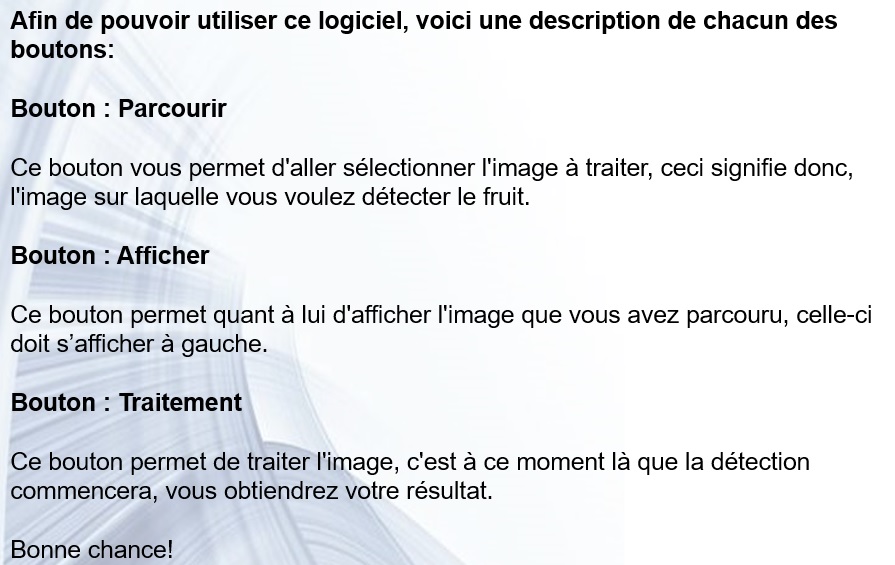 Afin de pouvoir utiliser ce logiciel, voici une description de chacun des
boutons:
Bouton : Parcourir
Ce bouton vous permet d'aller sélectionner l'image à traiter, ceci signifie donc,
l'image sur laquelle vous voulez détecter le fruit.
Bouton : Afficher
Ce bouton permet quant à lui d'afficher l'image que vous avez parcouru, celle-ci
doit s’afficher à gauche.
Bouton : Traitement
Ce bouton permet de traiter l'image, c'est à ce moment là que la détection
commencera, vous obtiendrez votre résultat.
Bonne chance!